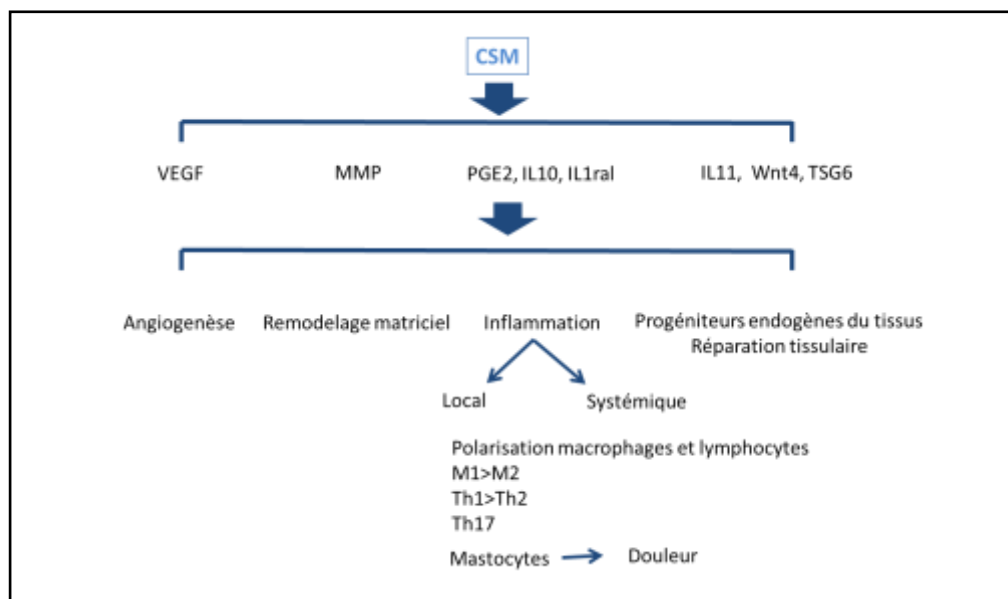 CSM
VEGF MMP PGE2, IL10, IL1ral IL11, Wnt4, TSG6
Angiogenèse Remodelage matriciel Inflammation Progéniteurs endogènes du tissus
Réparation tissulaire
Local Systémique
Polarisation macrophages et lymphocytes
M1>M2
Th1>Th2
Th17
Mastocytes Douleur